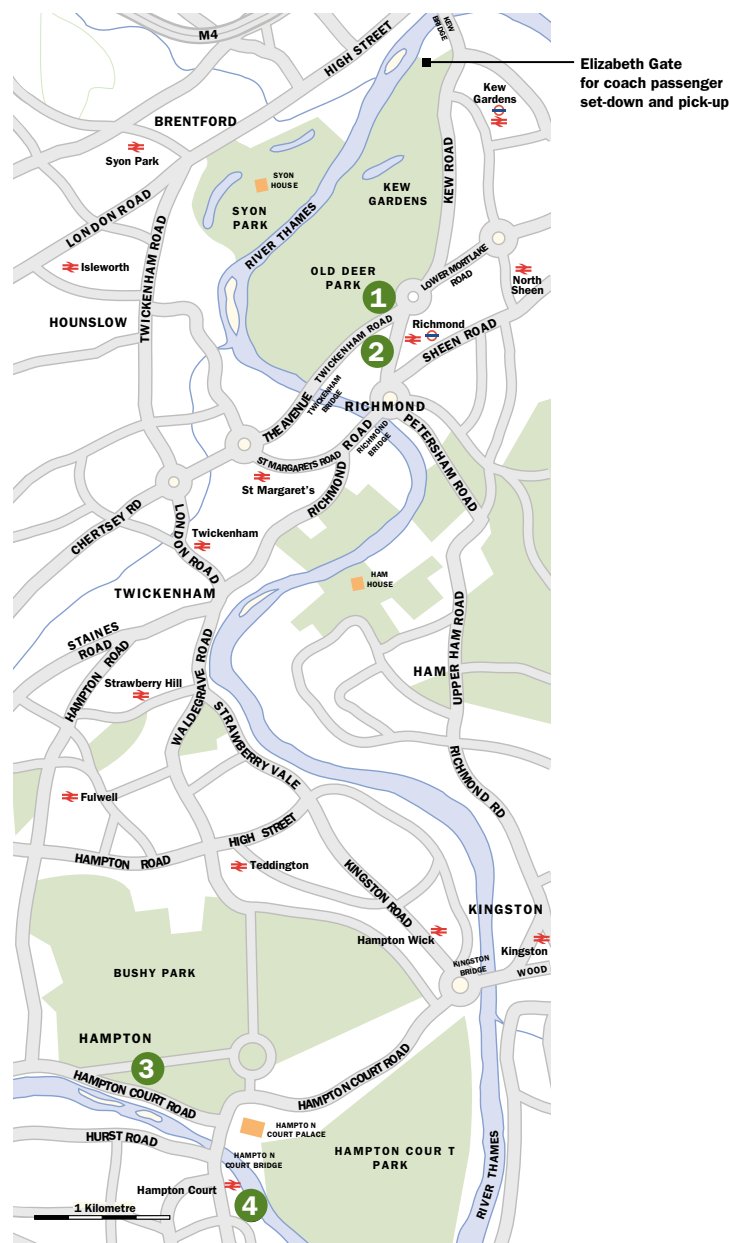 M4
HIGH STREET
KEW
BRIDGE
Elizabeth Gate
for coach passenger
set-down and pick-up
Kew
Gardens
BRENTFORD
Syon Park
SYON
HOUSE
KEW
GARDENS
KEW ROAD
SYON
PARK
LONDON ROAD
RIVER THAMES
TWICKENHAM ROAD
Isleworth
OLD DEER
PARK
LOWER MORTLAKE
ROAD
North
Sheen
1
HOUNSLOW
TWICKENHAM ROAD
Richmond
SHEEN ROAD
2
THE AVENUE
TWICKENHAM
BRIDGE
RICHMOND
ST MARGARETS ROAD
RICHMOND ROAD
RICHMOND
BRIDGE
PETERSHAM ROAD
St Margaret's
CHERTSEY RD
LONDON ROAD
Twickenham
HAM
HOUSE
TWICKENHAM
STAINES
ROAD
HAMPTON ROAD
WALDEGRAVE ROAD
UPPER HAM ROAD
HAM
Strawberry Hill
STRAWBERRY VALE
RICHMOND RD
Fulwell
HIGH STREET
HAMPTON ROAD
Teddington
KINGSTON ROAD
KINGSTON
Hampton Wick
Kingston
KINGSTON
BRIDGE
WOOD
BUSHY PARK
HAMPTON
3
HAMPTON COURT ROAD
HAMPTON COURT ROAD
HURST ROAD
HAMPTO N
COURT PALACE
HAMPTO N
COURT BRIDGE
HAMPTON COUR T
PARK
RIVER THAMES
Hampton Court
4
1 Kilometre